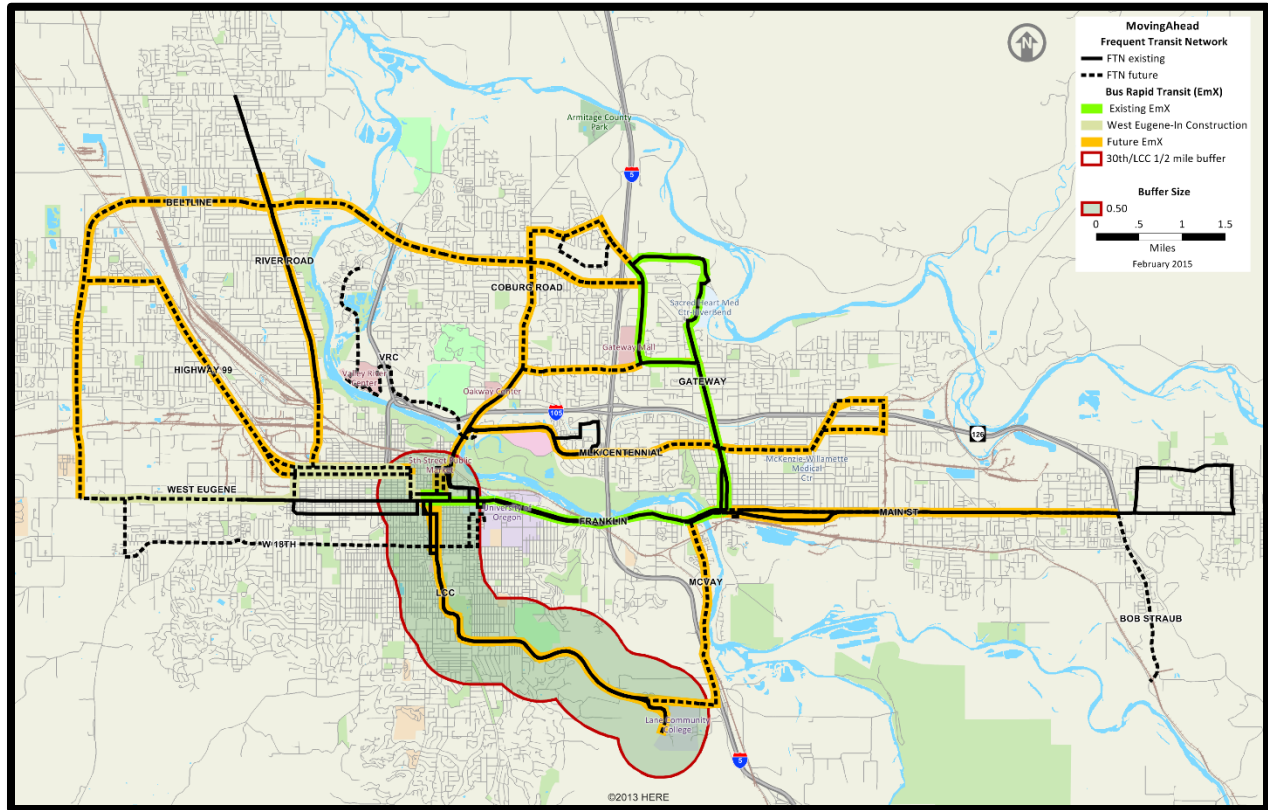 MovingAhead
Frequent Transit Network
FTN existing
FTN future
Bus Rapid Transit (EmX)
Existing EmX
West Eugene-In Construction
Future EmX
30th/LCC 1/2 mile buffer
Buffer Size
0.50
0 .5 1 1.5
Miles
February 2015
N
Armitage County
Park
5
BELTLINE
RIVER ROAD
COBURG ROAD
Sacred Heart Med
Ctr-RiverBend
Gateway Mall
VRC
Valley River
Center
HIGHWAY 99
Oakway Center
GATEWAY
105
126
MLK/CENTENNIAL
McKenzie-Willamette
Medical
Ctr
5th Street Public
WEST EUGENE
University of
Oregon
FRANKLIN
MAIN ST
W 18TH
LCC
MCVAY
BOB STRAUB
Lane Community
College
5
©2013 HERE